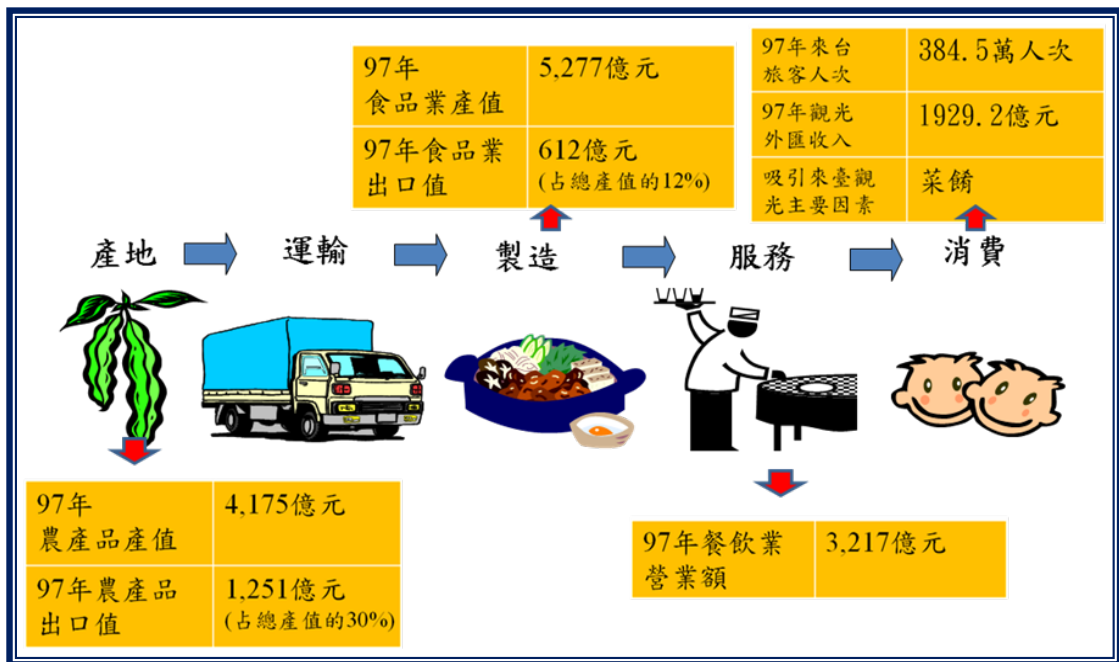 97年
食品業產值
5,277億元
97年食品業
出口值
612億元
(占總產值的12%)
97年來台
旅客人次
384.5萬人次
97年觀光
外匯收入
1929.2億元
吸引來臺觀
光主要因素
菜餚
產地
運輸
製造
服務
消費
97年
農產品產值
4,175億元
97年農產品
出口值
1,251億元
(占總產值的30%)
97年餐飲業
營業額
3,217億元